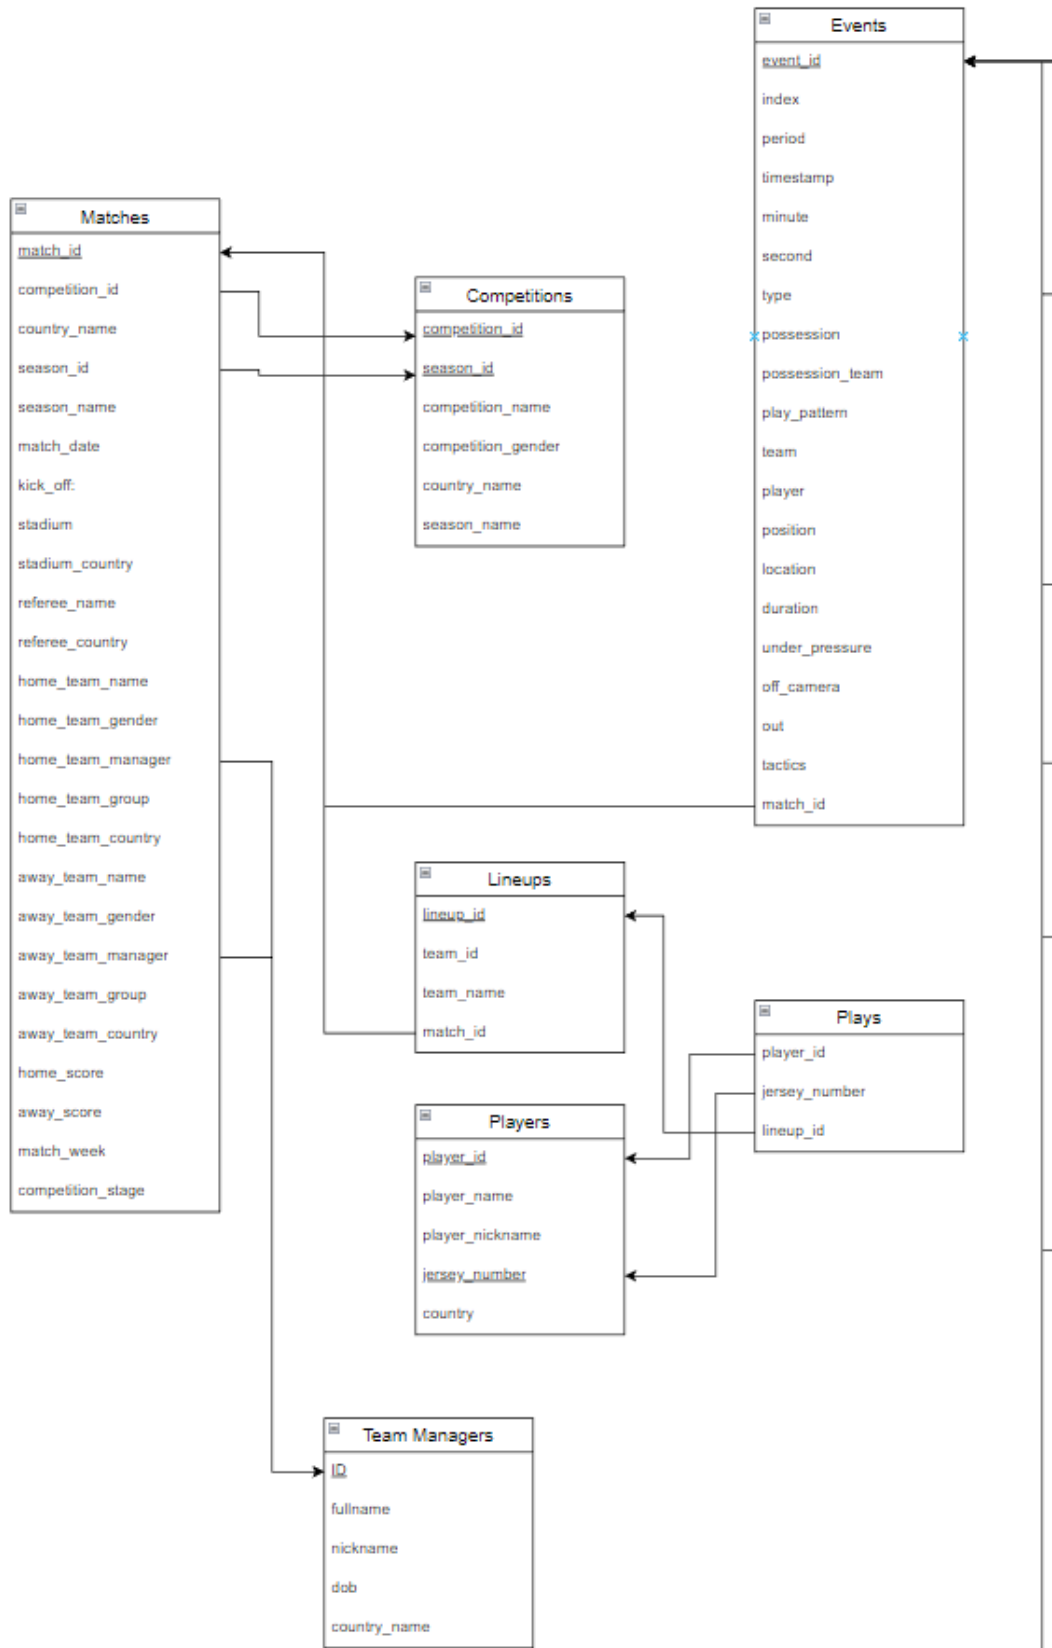 Events
event_id
index
period
timestamp
minute
second
type
possession
possession_team
play_pattern
team
player
position
location
duration
under_pressure
off_camera
out
tactics
match_id
Matches
match_id
competition_id
country_name
season_id
season_name
match_date
kick_off:
stadium
stadium_country
referee_name
referee_country
home_team_name
home_team_gender
home_team_manager
home_team_group
home_team_country
away_team_name
away_team_gender
away_team_manager
away_team_group
away_team_country
home_score
away_score
match_week
competition_stage
Competitions
competition_id
season_id
competition_name
competition_gender
country_name
season_name
Lineups
lineup_id
team_id
team_name
match_id
Plays
player_id
jersey_number
lineup_id
Players
player_id
player_name
player_nickname
jersey_number
country
Team Managers
ID
fullname
nickname
dob
country_name